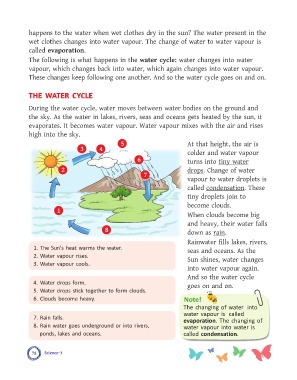 happens to the water when wet clothes dry in the sun? The water present in the
wet clothes changes into water vapour. The change of water to water vapour is
called evaporation.
The following is what happens in the water cycle: water changes into water
vapour, which changes back into water, which again changes into water vapour.
These changes keep following one another. And so the water cycle goes on and on.
THE WATER CYCLE
During the water cycle, water moves between water bodies on the ground and
the sky. As the water in lakes, rivers, seas and oceans gets heated by the sun, it
evaporates. It becomes water vapour. Water vapour mixes with the air and rises
high into the sky.
At that height, the air is
colder and water vapour
turns into tiny water
drops. Change of water
vapour to water droplets is
called condensation. These
tiny droplets join to
become clouds.
When clouds become big
and heavy, their water falls
down as rain.
Rainwater fills lakes, rivers,
seas and oceans. As the
Sun shines, water changes
into water vapour again.
And so the water cycle
goes on and on.
1
2
3
4
5
6
7
8
1. The Sun's heat warms the water.
2. Water vapour rises.
3. Water vapour cools.
4. Water drops form.
5. Water drops stick together to form clouds.
6. Clouds become heavy.
7. Rain falls.
8. Rain water goes underground or into rivers,
ponds, lakes and oceans.
Note!
The changing of water into
water vapour is called
evaporation. The changing of
water vapour into water is
called condensation.
Science-3